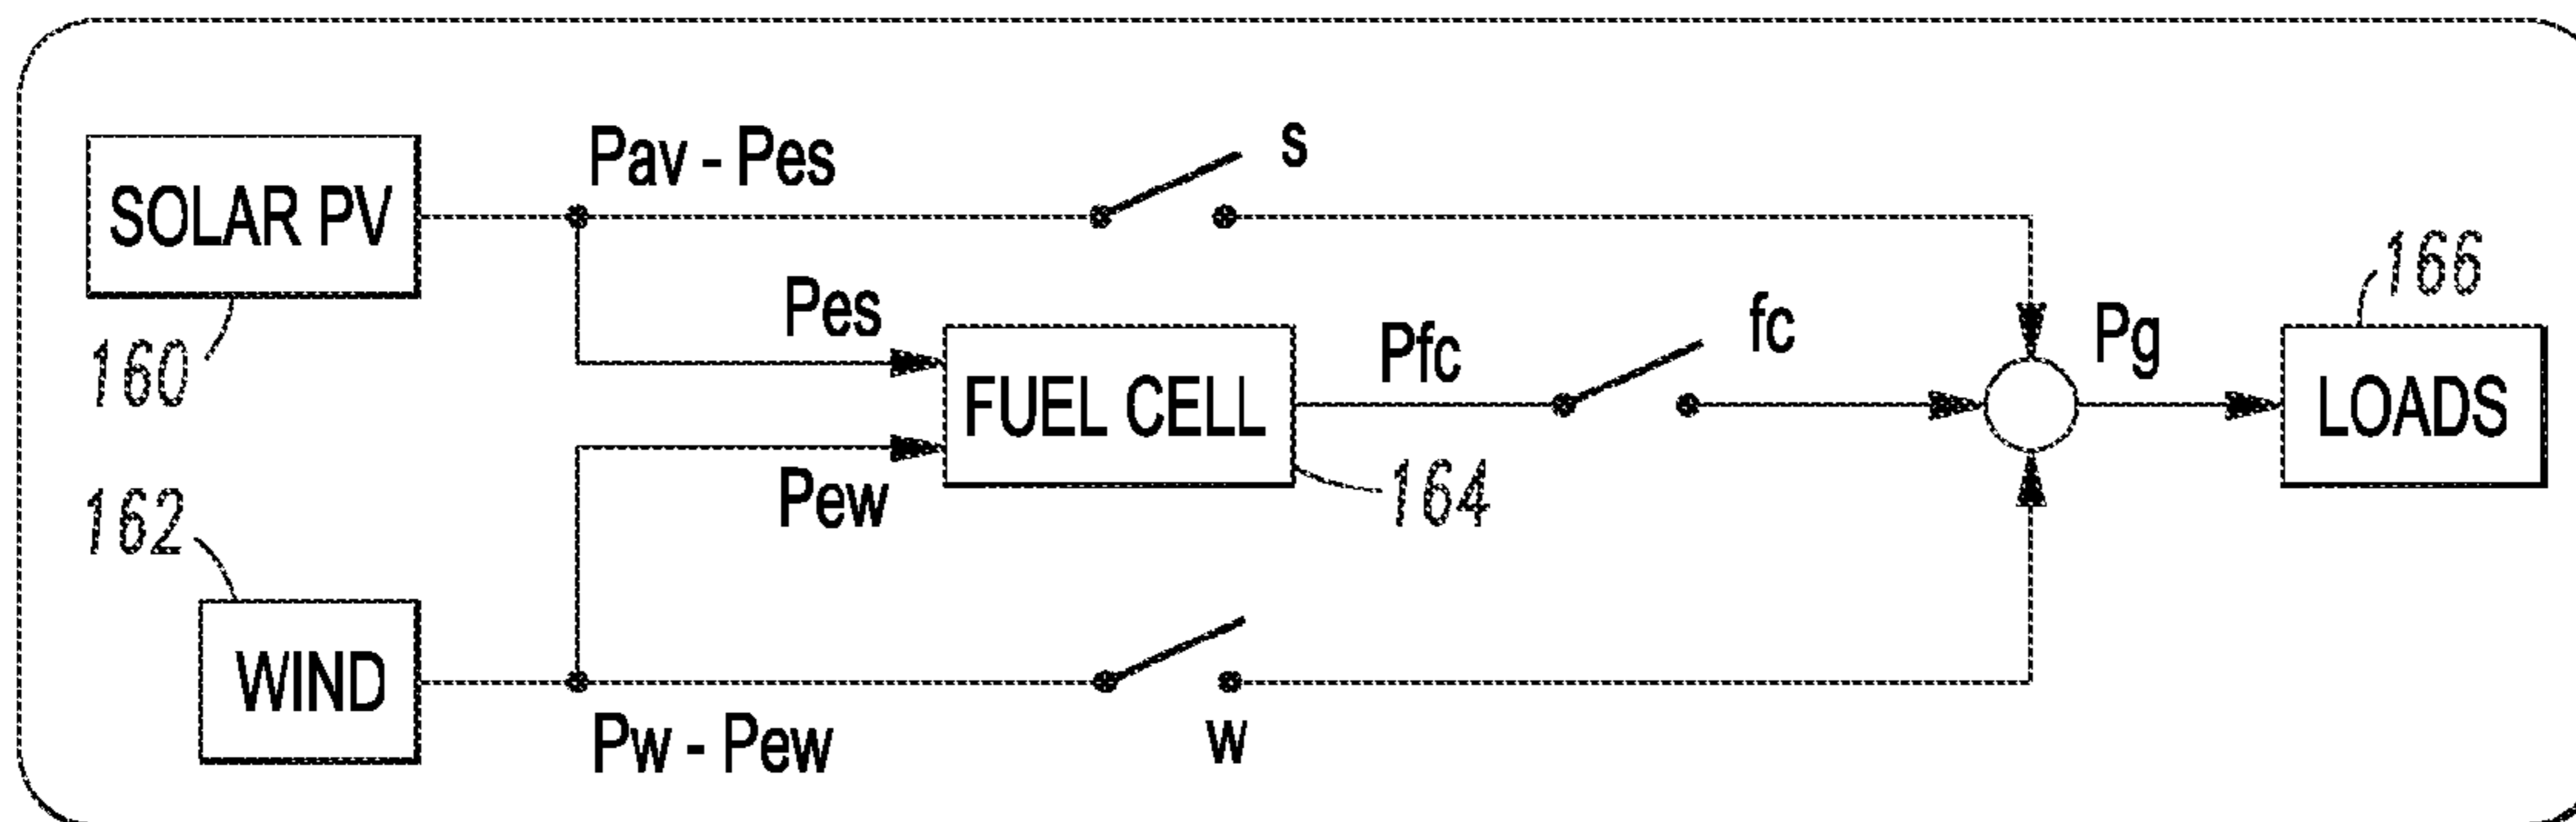 Pav - Pes
s
SOLAR PV
160
Pes
FUEL CELL
164
Pfc
fc
Pg
166
LOADS
Pew
162
WIND
Pw - Pew
w